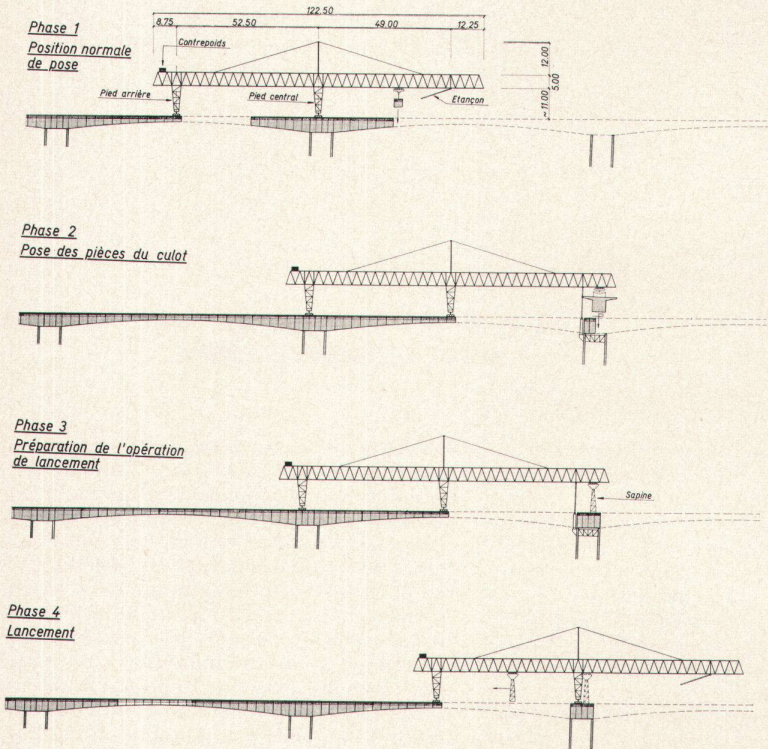 Phase 1
Position normale
de pose
122.50
8.75
52.50
49.00
12.25
Contrepoids
Pied arrière
Pied central
Etançon
12.00
5.00
~11.00
Phase 2
Pose des pièces du culot
Phase 3
Préparation de l'opération
de lancement
Sapine
Phase 4
Lancement